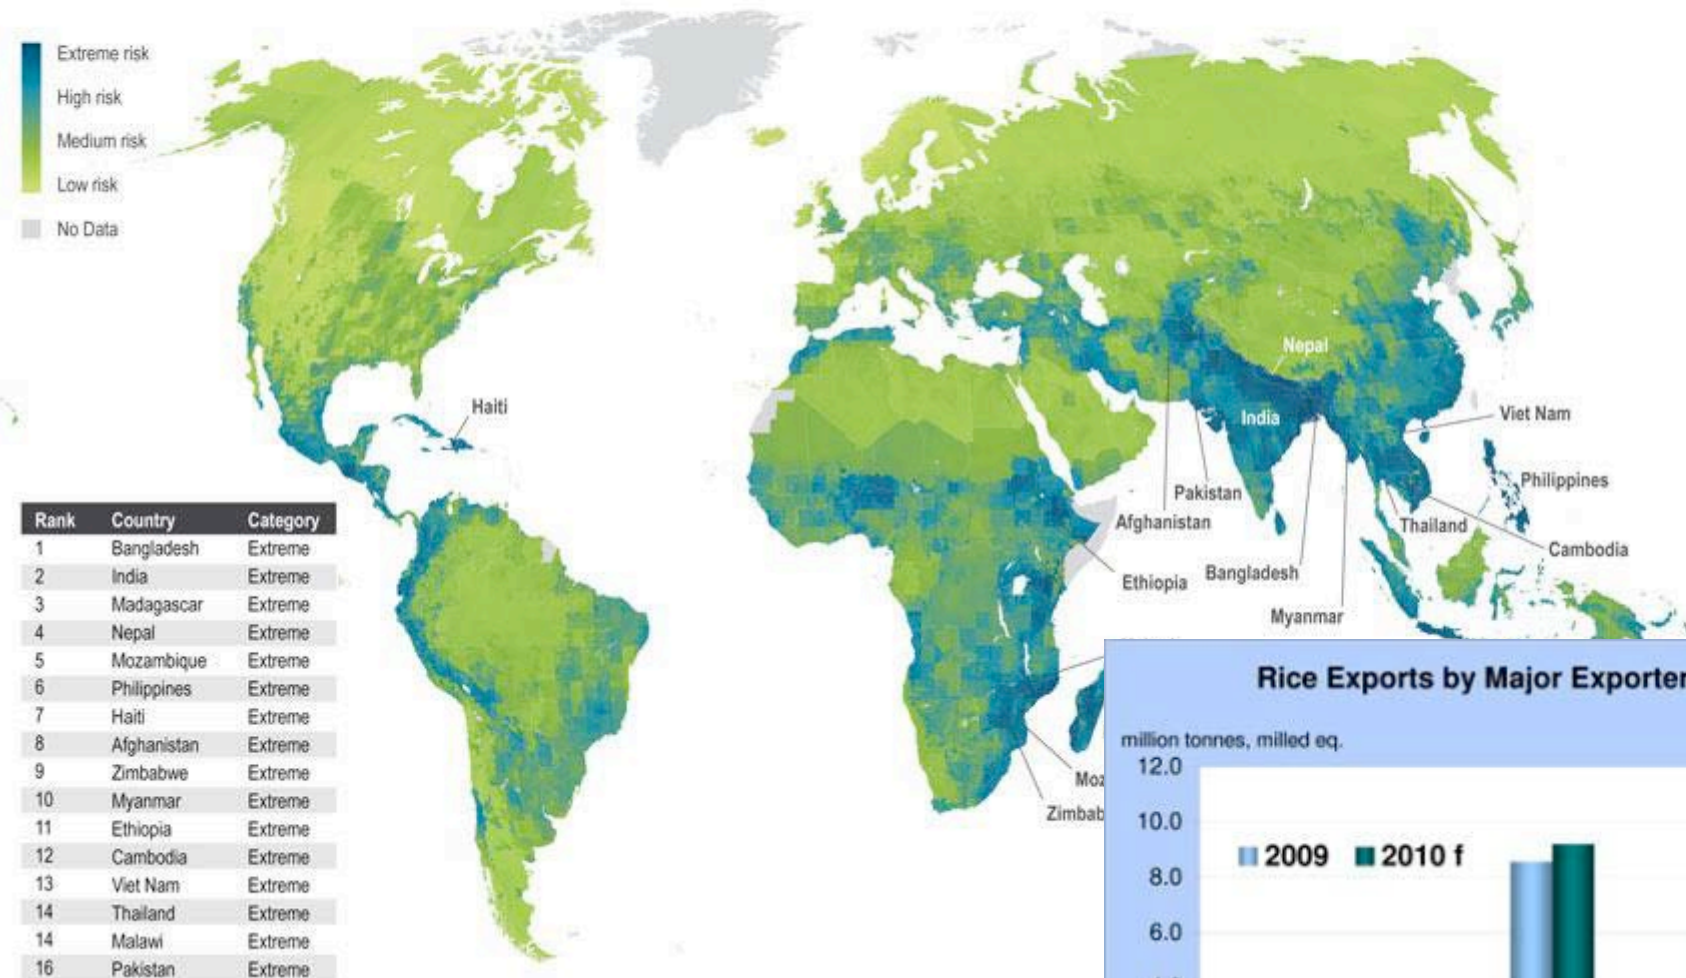 Extreme risk
High risk
Medium risk
Low risk
No Data
Haiti
Nepal
India
Viet Nam
Philippines
Pakistan
Afghanistan
Thailand
Cambodia
Bangladesh
Ethiopia
Myanmar
Moz
Zimbab
Rank Country Category
1 Bangladesh Extreme
2 India Extreme
3 Madagascar Extreme
4 Nepal Extreme
5 Mozambique Extreme
6 Philippines Extreme
7 Haiti Extreme
8 Afghanistan Extreme
9 Zimbabwe Extreme
10 Myanmar Extreme
11 Ethiopia Extreme
12 Cambodia Extreme
13 Viet Nam Extreme
14 Thailand Extreme
14 Malawi Extreme
16 Pakistan Extreme
Rice Exports by Major Exporter
million tonnes, milled eq.
12.0
10.0
2009 2010 f
8.0
6.0